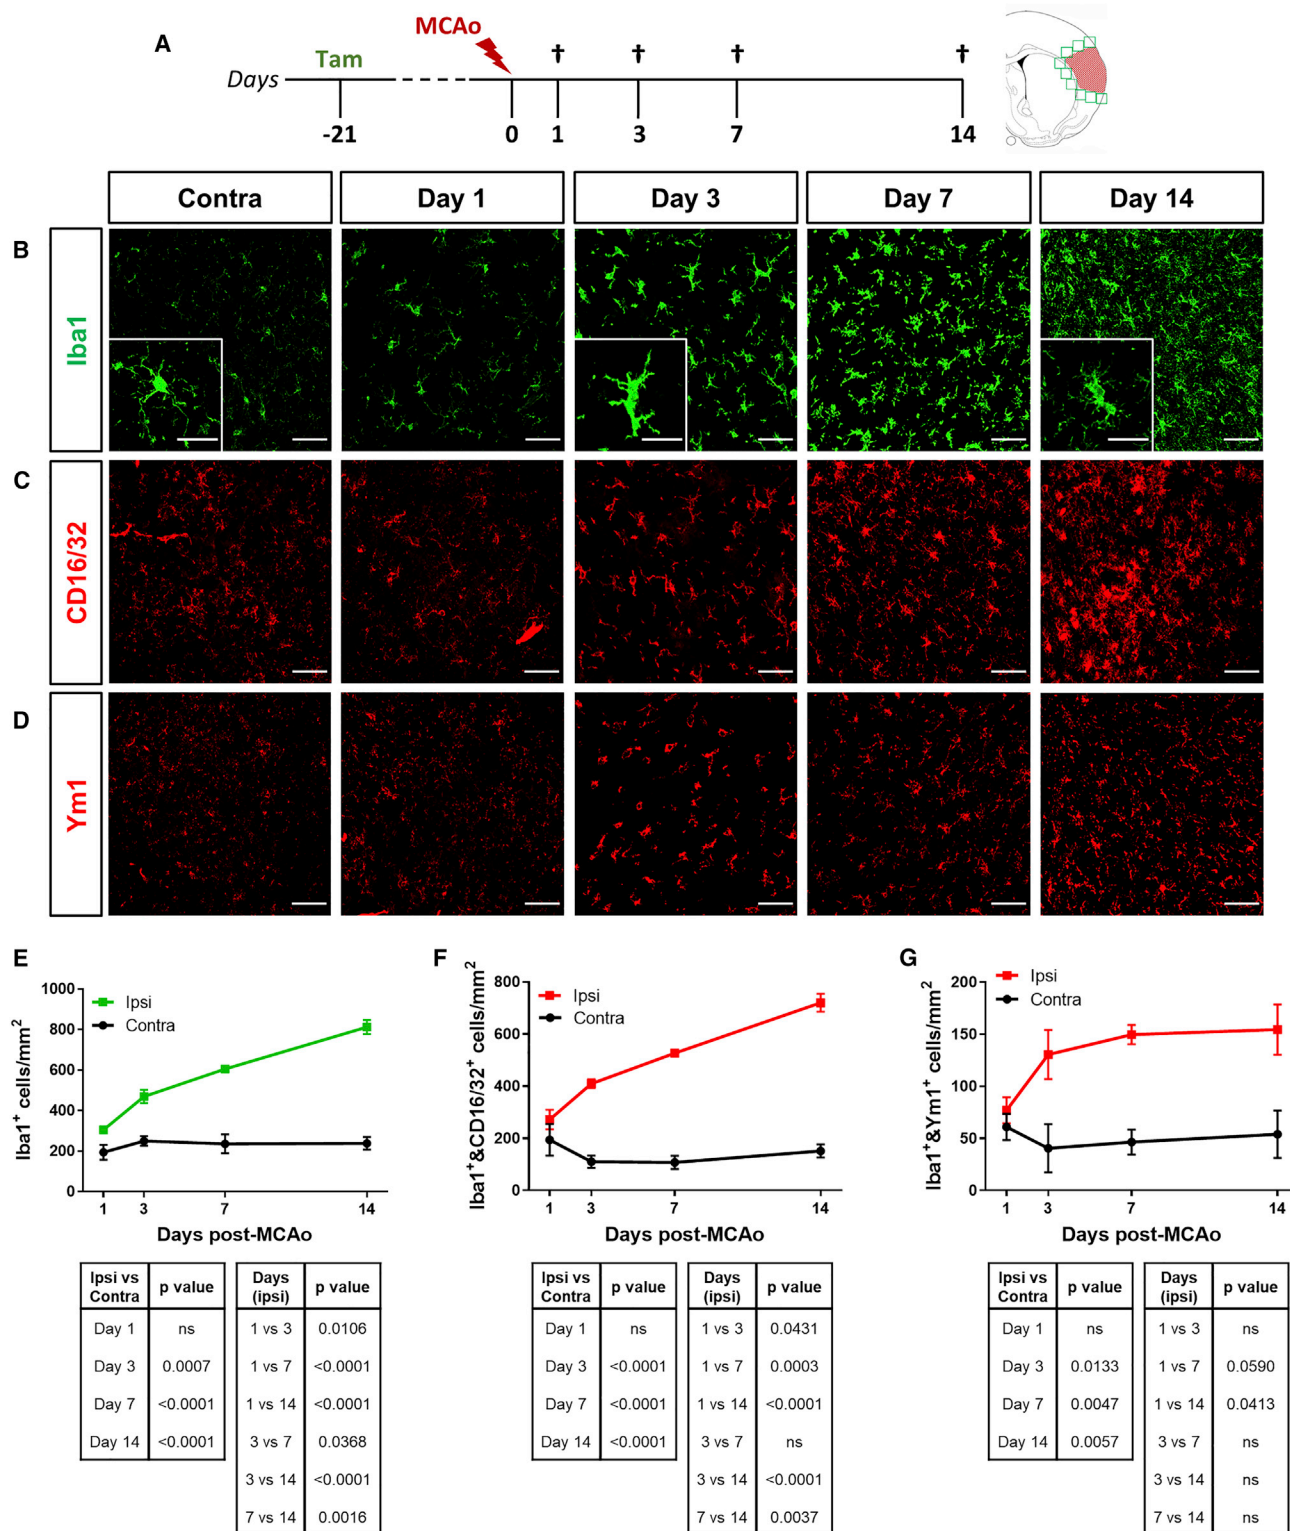 A
Tam
MCAo
Days
-21
0
1
3
7
14
Contra
Day 1
Day 3
Day 7
Day 14
B
Iba1
C
CD16/32
D
Ym1
E
Iba1+ cells/mm2
1000
800
600
400
200
0
Ipsi
Contra
1
3
7
14
Days post-MCAo
Ipsi vs Contra
p value
Day 1
ns
Day 3
0.0007
Day 7
<0.0001
Day 14
<0.0001
Days (ipsi)
p value
1 vs 3
0.0106
1 vs 7
<0.0001
1 vs 14
<0.0001
3 vs 7
0.0368
3 vs 14
<0.0001
7 vs 14
0.0016
F
Iba1+&CD16/32+ cells/mm2
800
600
400
200
0
Ipsi
Contra
1
3
7
14
Days post-MCAo
Ipsi vs Contra
p value
Day 1
ns
Day 3
<0.0001
Day 7
<0.0001
Day 14
<0.0001
Days (ipsi)
p value
1 vs 3
0.0431
1 vs 7
0.0003
1 vs 14
<0.0001
3 vs 7
ns
3 vs 14
<0.0001
7 vs 14
0.0037
G
Iba1+&Ym1+ cells/mm2
200
150
100
50
0
Ipsi
Contra
1
3
7
14
Days post-MCAo
Ipsi vs Contra
p value
Day 1
ns
Day 3
0.0133
Day 7
0.0047
Day 14
0.0057
Days (ipsi)
p value
1 vs 3
ns
1 vs 7
0.0590
1 vs 14
0.0413
3 vs 7
ns
3 vs 14
ns
7 vs 14
ns